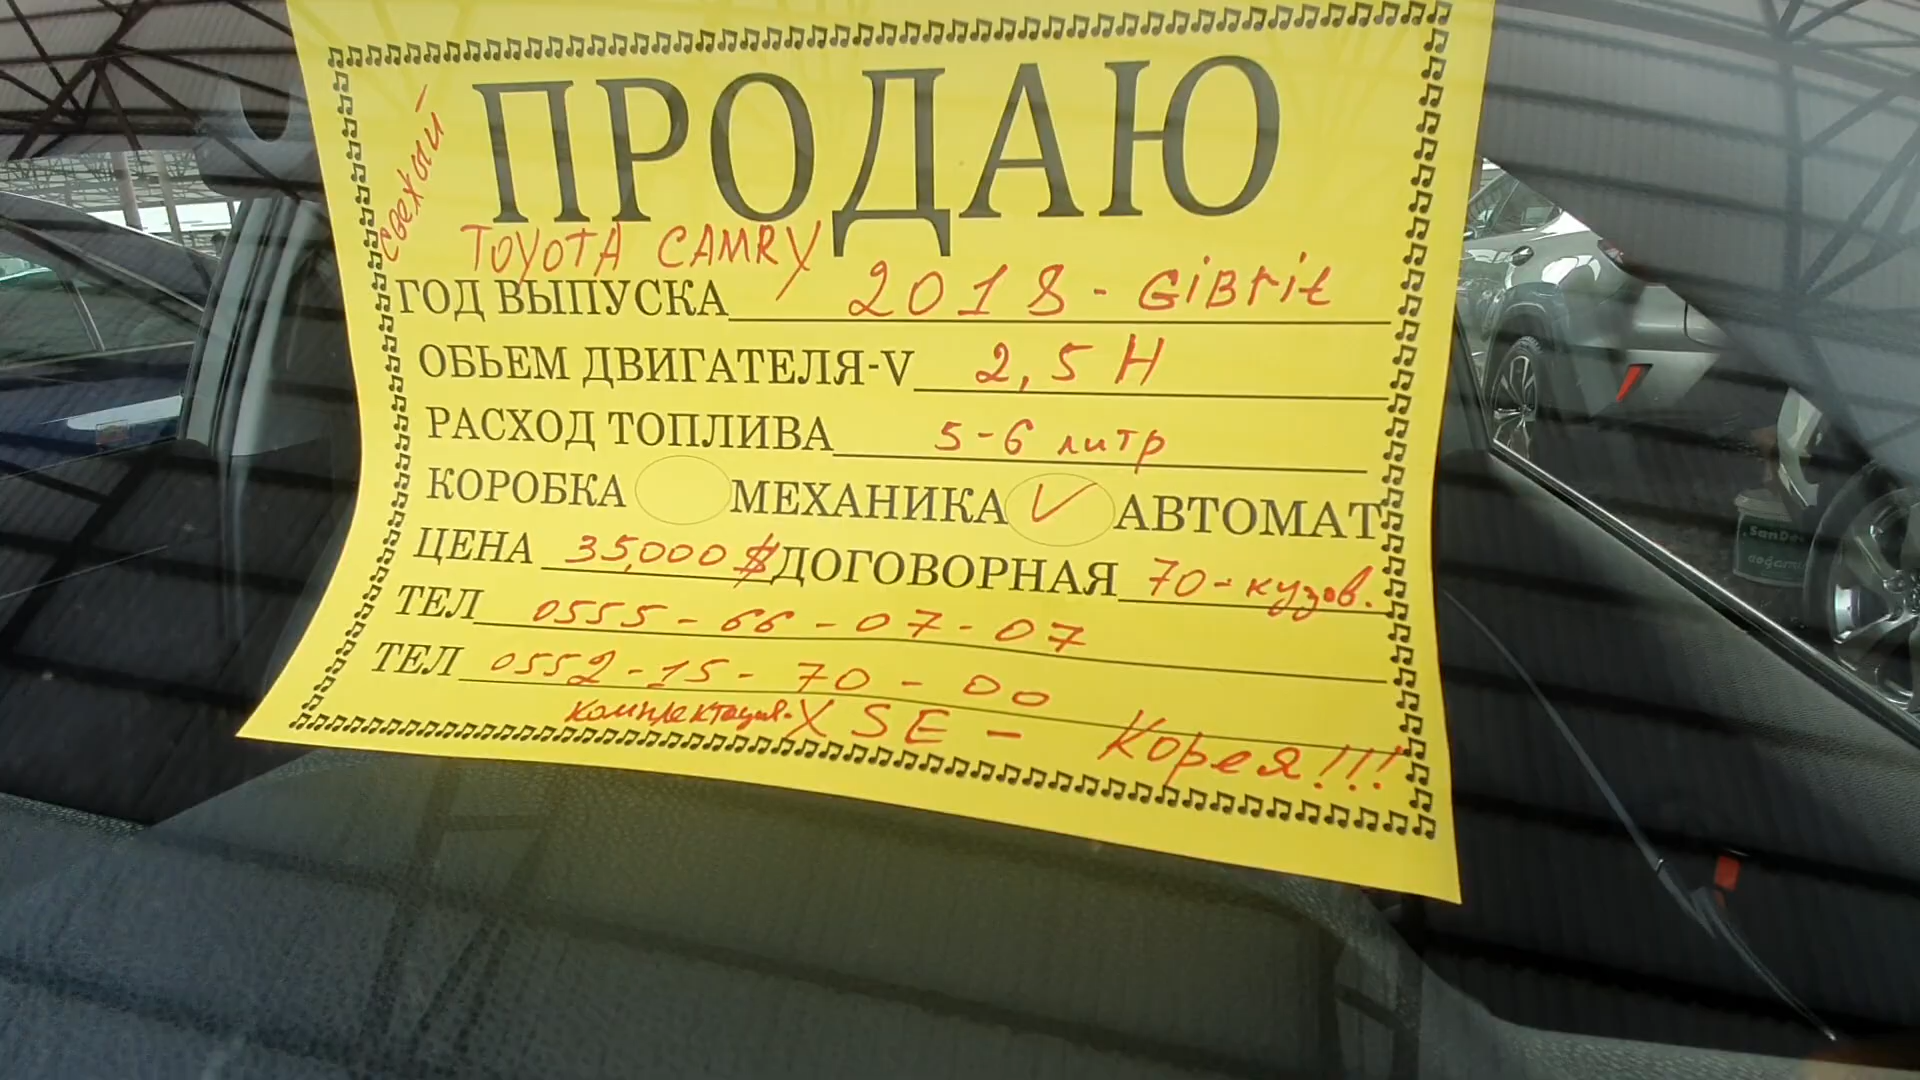 ПРОДАЮ
Свежый -
TOYOTA CAMRY
ГОД ВЫПУСКА 2018 - GiBrit
ОБЬЕМ ДВИГАТЕЛЯ-V 2,5 H
РАСХОД ТОПЛИВА 5-6 литр
КОРОБКА МЕХАНИКА V АВТОМАТ
ЦЕНА 35,000 $ ДОГОВОРНАЯ 70-кузов.
ТЕЛ 0555-66-07-07
ТЕЛ 0552-15-70-00
комплектация-XSE - Корея!!!